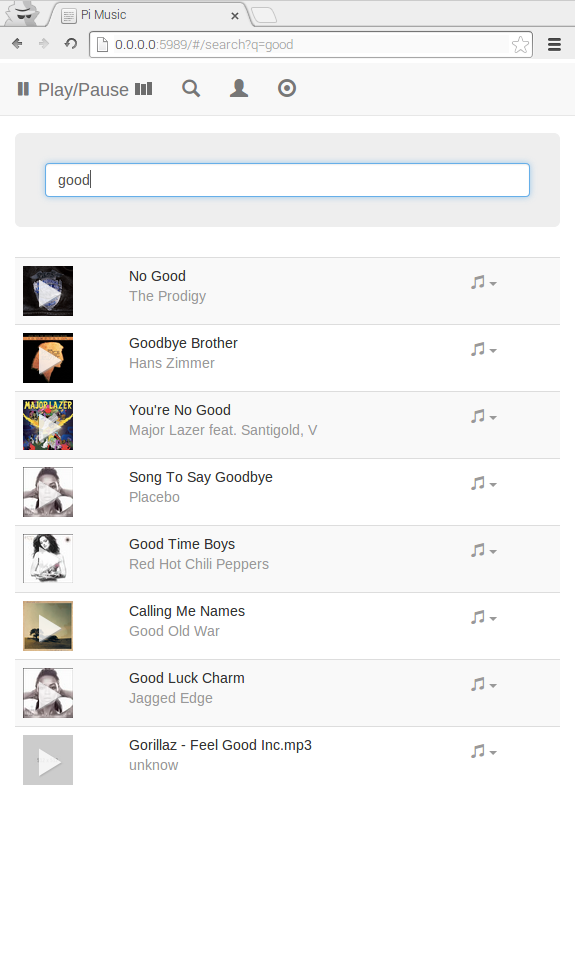 Pi Music
0.0.0.0:5989/#/search?q=good
Play/Pause
good
No Good
The Prodigy
Goodbye Brother
Hans Zimmer
MAJOR LAZER
You're No Good
Major Lazer feat. Santigold, V
Song To Say Goodbye
Placebo
Good Time Boys
Red Hot Chili Peppers
Calling Me Names
Good Old War
Good Luck Charm
Jagged Edge
Gorillaz - Feel Good Inc.mp3
unknow